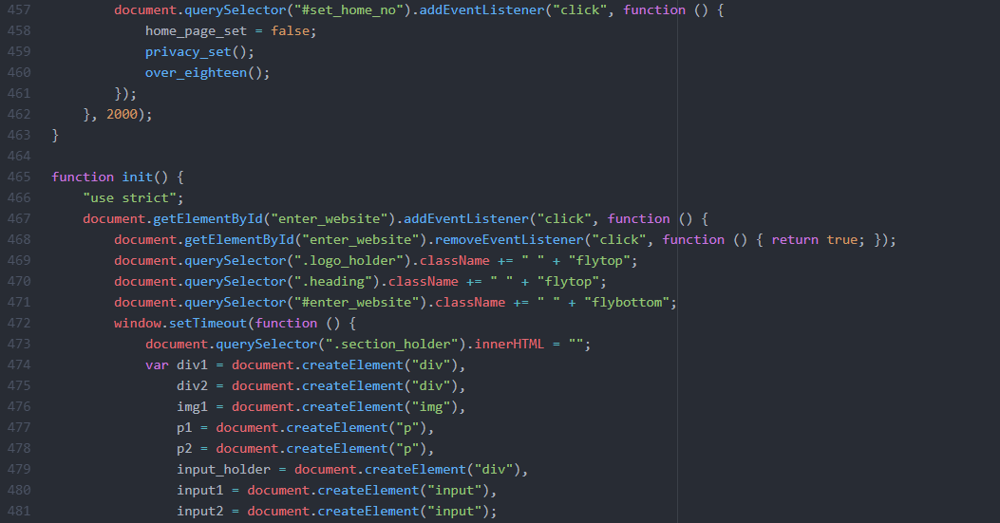 457 document.querySelector("#set_home_no").addEventListener("click", function () {
458 home_page_set = false;
459 privacy_set();
460 over_eighteen();
461 });
462 }, 2000);
463 }
464
465 function init() {
466 "use strict";
467 document.getElementById("enter_website").addEventListener("click", function () {
468 document.getElementById("enter_website").removeEventListener("click", function () { return true; });
469 document.querySelector(".logo_holder").className += " " + "flytop";
470 document.querySelector(".heading").className += " " + "flytop";
471 document.querySelector("#enter_website").className += " " + "flybottom";
472 window.setTimeout(function () {
473 document.querySelector(".section_holder").innerHTML = "";
474 var div1 = document.createElement("div"),
475 div2 = document.createElement("div"),
476 img1 = document.createElement("img"),
477 p1 = document.createElement("p"),
478 p2 = document.createElement("p"),
479 input_holder = document.createElement("div"),
480 input1 = document.createElement("input"),
481 input2 = document.createElement("input");